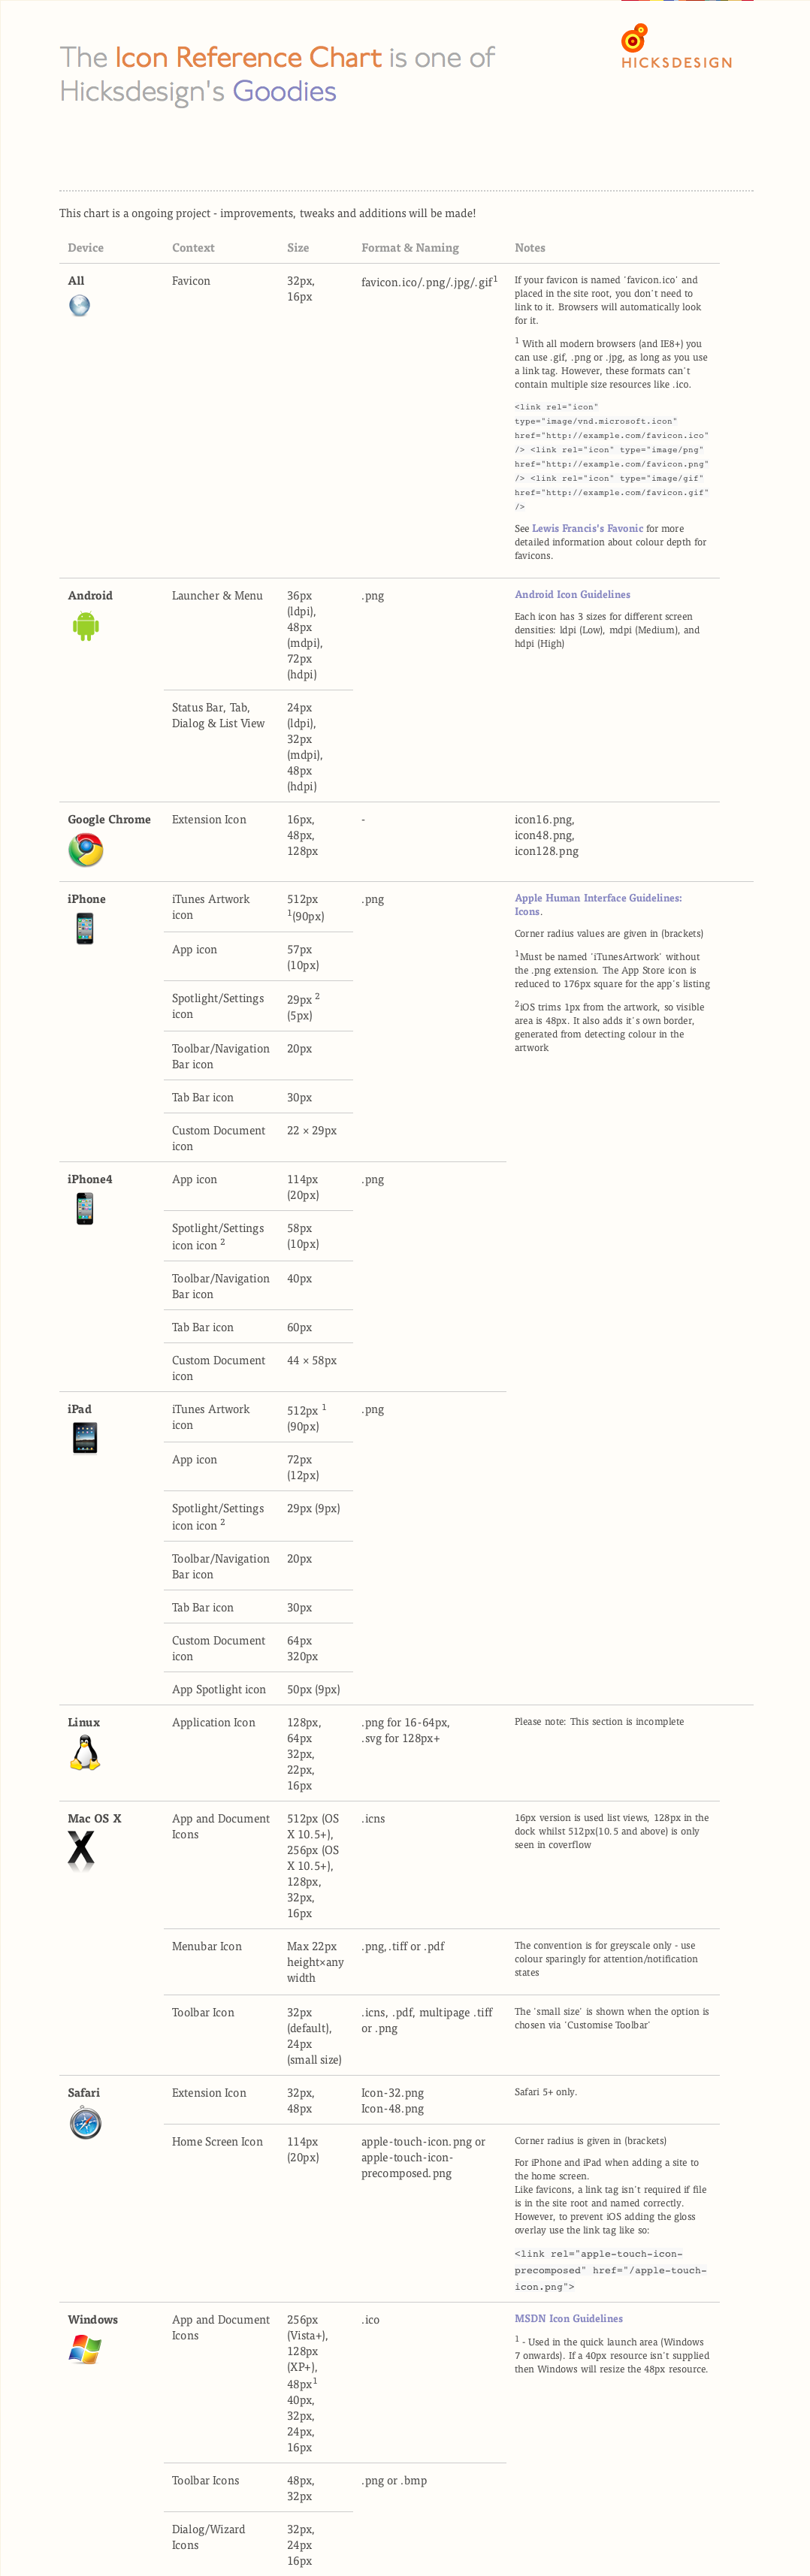 The Icon Reference Chart is one of
Hicksdesign's Goodies
HICKSDESIGN
This chart is a ongoing project - improvements, tweaks and additions will be made!
Device Context Size Format & Naming Notes
All
Favicon
32px,
16px
favicon.ico/.png/.jpg/.gif1
If your favicon is named 'favicon.ico' and
placed in the site root, you don't need to
link to it. Browsers will automatically look
for it.
1 With all modern browsers (and IE8+) you
can use .gif, .png or .jpg, as long as you use
a link tag. However, these formats can't
contain multiple size resources like .ico.
<link rel="icon"
type="image/vnd.microsoft.icon"
href="http://example.com/favicon.ico"
/> <link rel="icon" type="image/png"
href="http://example.com/favicon.png"
/> <link rel="icon" type="image/gif"
href="http://example.com/favicon.gif"
/>
See Lewis Francis's Favonic for more
detailed information about colour depth for
favicons.
Android
Launcher & Menu
36px
(ldpi),
48px
(mdpi),
72px
(hdpi)
.png
Android Icon Guidelines
Each icon has 3 sizes for different screen
densities: ldpi (Low), mdpi (Medium), and
hdpi (High)
Status Bar, Tab,
Dialog & List View
24px
(ldpi),
32px
(mdpi),
48px
(hdpi)
Google Chrome
Extension Icon
16px,
48px,
128px
-
icon16.png,
icon48.png,
icon128.png
iPhone
iTunes Artwork
icon
512px
1(90px)
.png
Apple Human Interface Guidelines:
Icons.
Corner radius values are given in (brackets)
1Must be named 'iTunesArtwork' without
the .png extension. The App Store icon is
reduced to 176px square for the app's listing
2iOS trims 1px from the artwork, so visible
area is 48px. It also adds it's own border,
generated from detecting colour in the
artwork
App icon
57px
(10px)
Spotlight/Settings
icon
29px 2
(5px)
Toolbar/Navigation
Bar icon
20px
Tab Bar icon
30px
Custom Document
icon
22 × 29px
iPhone4
App icon
114px
(20px)
.png
Spotlight/Settings
icon icon 2
58px
(10px)
Toolbar/Navigation
Bar icon
40px
Tab Bar icon
60px
Custom Document
icon
44 × 58px
iPad
iTunes Artwork
icon
512px 1
(90px)
.png
App icon
72px
(12px)
Spotlight/Settings
icon icon 2
29px (9px)
Toolbar/Navigation
Bar icon
20px
Tab Bar icon
30px
Custom Document
icon
64px
320px
App Spotlight icon
50px (9px)
Linux
Application Icon
128px,
64px
32px,
22px,
16px
.png for 16-64px,
.svg for 128px+
Please note: This section is incomplete
Mac OS X
App and Document
Icons
512px (OS
X 10.5+),
256px (OS
X 10.5+),
128px,
32px,
16px
.icns
16px version is used list views, 128px in the
dock whilst 512px(10.5 and above) is only
seen in coverflow
Menubar Icon
Max 22px
height×any
width
.png,.tiff or .pdf
The convention is for greyscale only - use
colour sparingly for attention/notification
states
Toolbar Icon
32px
(default),
24px
(small size)
.icns, .pdf, multipage .tiff
or .png
The 'small size' is shown when the option is
chosen via 'Customise Toolbar'
Safari
Extension Icon
32px,
48px
Icon-32.png
Icon-48.png
Safari 5+ only.
Home Screen Icon
114px
(20px)
apple-touch-icon.png or
apple-touch-icon-
precomposed.png
Corner radius is given in (brackets)
For iPhone and iPad when adding a site to
the home screen.
Like favicons, a link tag isn't required if file
is in the site root and named correctly.
However, to prevent iOS adding the gloss
overlay use the link tag like so:
<link rel="apple-touch-icon-
precomposed" href="/apple-touch-
icon.png">
Windows
App and Document
Icons
256px
(Vista+),
128px
(XP+),
48px1
40px,
32px,
24px,
16px
.ico
MSDN Icon Guidelines
1 - Used in the quick launch area (Windows
7 onwards). If a 40px resource isn't supplied
then Windows will resize the 48px resource.
Toolbar Icons
48px,
32px
.png or .bmp
Dialog/Wizard
Icons
32px,
24px
16px